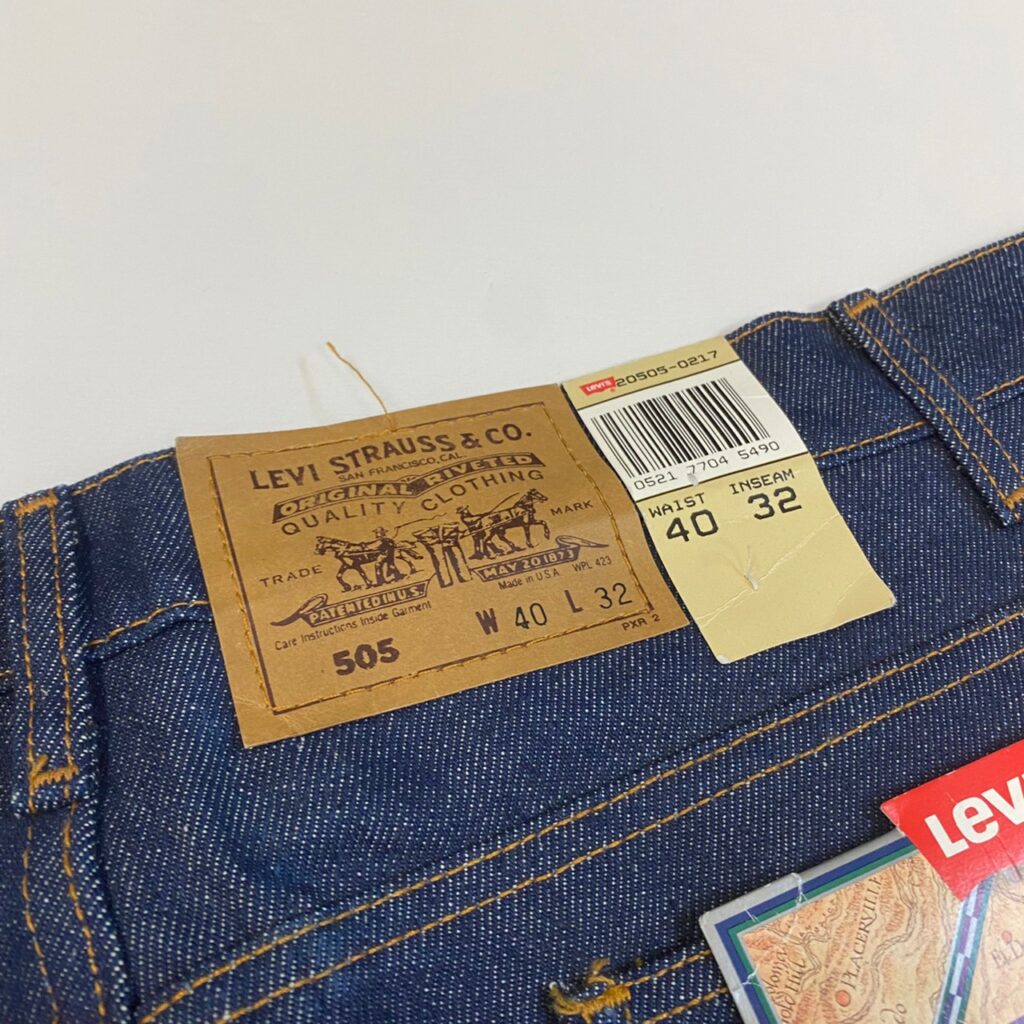 LEVI STRAUSS & CO.
SAN FRANCISCO, CAL.
ORIGINAL RIVETED
QUALITY CLOTHING
TRADE MARK
PATENTED IN U.S. MAY 20 1873
Made in U.S.A. WPL 423
Care Instructions Inside Garment
505 W 40 L 32
PXR 2
LEVI'S 20505-0217
0521 7704 5490
WAIST INSEAM
40 32
Levi'
PLACERVILLE